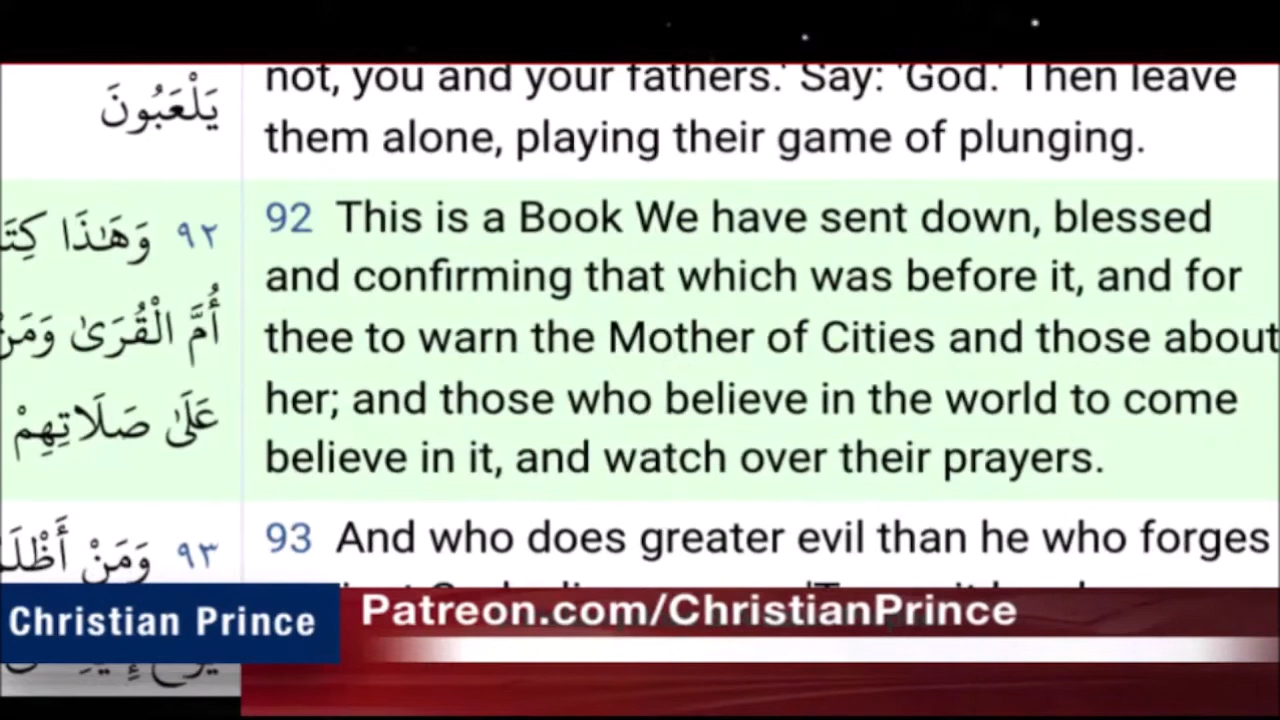 not, you and your fathers.' Say: 'God.' Then leave
them alone, playing their game of plunging.
يَلْعَبُونَ
92 This is a Book We have sent down, blessed
and confirming that which was before it, and for
thee to warn the Mother of Cities and those about
her; and those who believe in the world to come
believe in it, and watch over their prayers.
٩٢ وَهَٰذَا
أُمَّ الْقُرَىٰ
عَلَىٰ صَلَاتِهِمْ
93 And who does greater evil than he who forges
٩٣ وَمَنْ
Christian Prince
Patreon.com/ChristianPrince